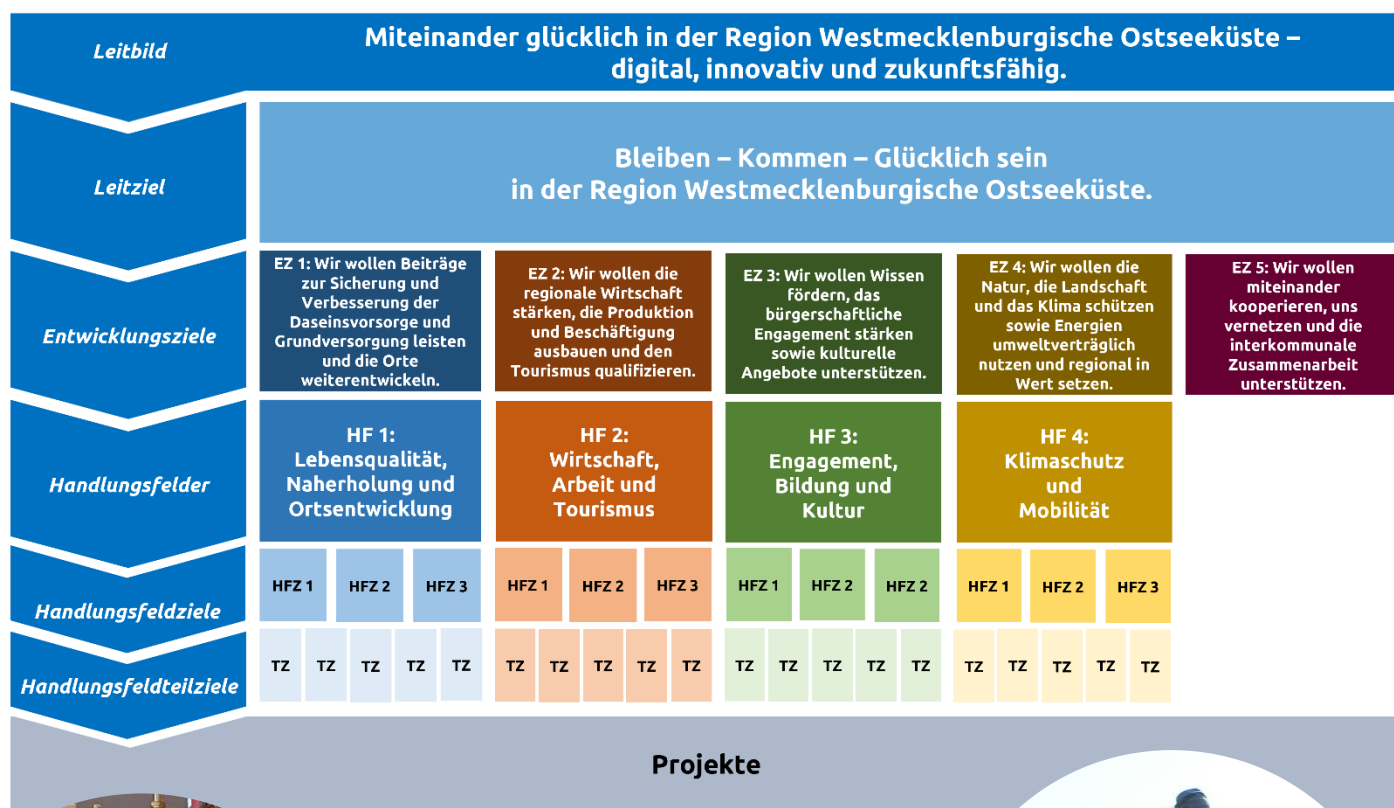 Leitbild
Miteinander glücklich in der Region Westmecklenburgische Ostseeküste –
digital, innovativ und zukunftsfähig.
Leitziel
Bleiben – Kommen – Glücklich sein
in der Region Westmecklenburgische Ostseeküste.
Entwicklungsziele
EZ 1: Wir wollen Beiträge
zur Sicherung und
Verbesserung der
Daseinsvorsorge und
Grundversorgung leisten
und die Orte
weiterentwickeln.
EZ 2: Wir wollen die
regionale Wirtschaft
stärken, die Produktion
und Beschäftigung
ausbauen und den
Tourismus qualifizieren.
EZ 3: Wir wollen Wissen
fördern, das
bürgerschaftliche
Engagement stärken
sowie kulturelle
Angebote unterstützen.
EZ 4: Wir wollen die
Natur, die Landschaft
und das Klima schützen
sowie Energien
umweltverträglich
nutzen und regional in
Wert setzen.
EZ 5: Wir wollen
miteinander
kooperieren, uns
vernetzen und die
interkommunale
Zusammenarbeit
unterstützen.
Handlungsfelder
HF 1:
Lebensqualität,
Naherholung und
Ortsentwicklung
HF 2:
Wirtschaft,
Arbeit und
Tourismus
HF 3:
Engagement,
Bildung und
Kultur
HF 4:
Klimaschutz
und
Mobilität
Handlungsfeldziele
HFZ 1 HFZ 2 HFZ 3 HFZ 1 HFZ 2 HFZ 3 HFZ 1 HFZ 2 HFZ 2 HFZ 1 HFZ 2 HFZ 3
Handlungsfeldteilziele
TZ TZ TZ TZ TZ TZ TZ TZ TZ TZ TZ TZ TZ TZ TZ TZ TZ TZ TZ TZ
Projekte